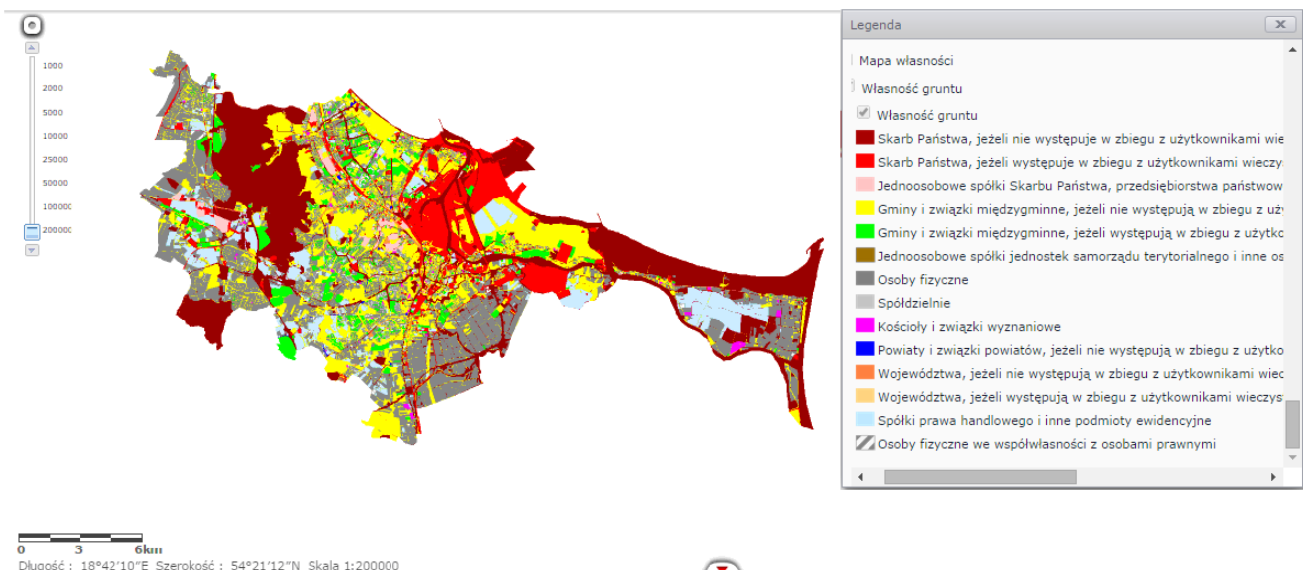 Legenda
1000
2000
5000
10000
25000
50000
100000
200000
Mapa własności
Własność gruntu
Własność gruntu
Skarb Państwa, jeżeli nie występuje w zbiegu z użytkownikami wie
Skarb Państwa, jeżeli występuje w zbiegu z użytkownikami wieczy
Jednoosobowe spółki Skarbu Państwa, przedsiębiorstwa państwow
Gminy i związki międzygminne, jeżeli nie występują w zbiegu z uży
Gminy i związki międzygminne, jeżeli występują w zbiegu z użytko
Jednoosobowe spółki jednostek samorządu terytorialnego i inne os
Osoby fizyczne
Spółdzielnie
Kościoły i związki wyznaniowe
Powiaty i związki powiatów, jeżeli nie występują w zbiegu z użytko
Województwa, jeżeli nie występują w zbiegu z użytkownikami wiec
Województwa, jeżeli występują w zbiegu z użytkownikami wieczys
Spółki prawa handlowego i inne podmioty ewidencyjne
Osoby fizyczne we współwłasności z osobami prawnymi
0 3 6km
Długość : 18°42'10"E Szerokość : 54°21'12"N Skala 1:200000